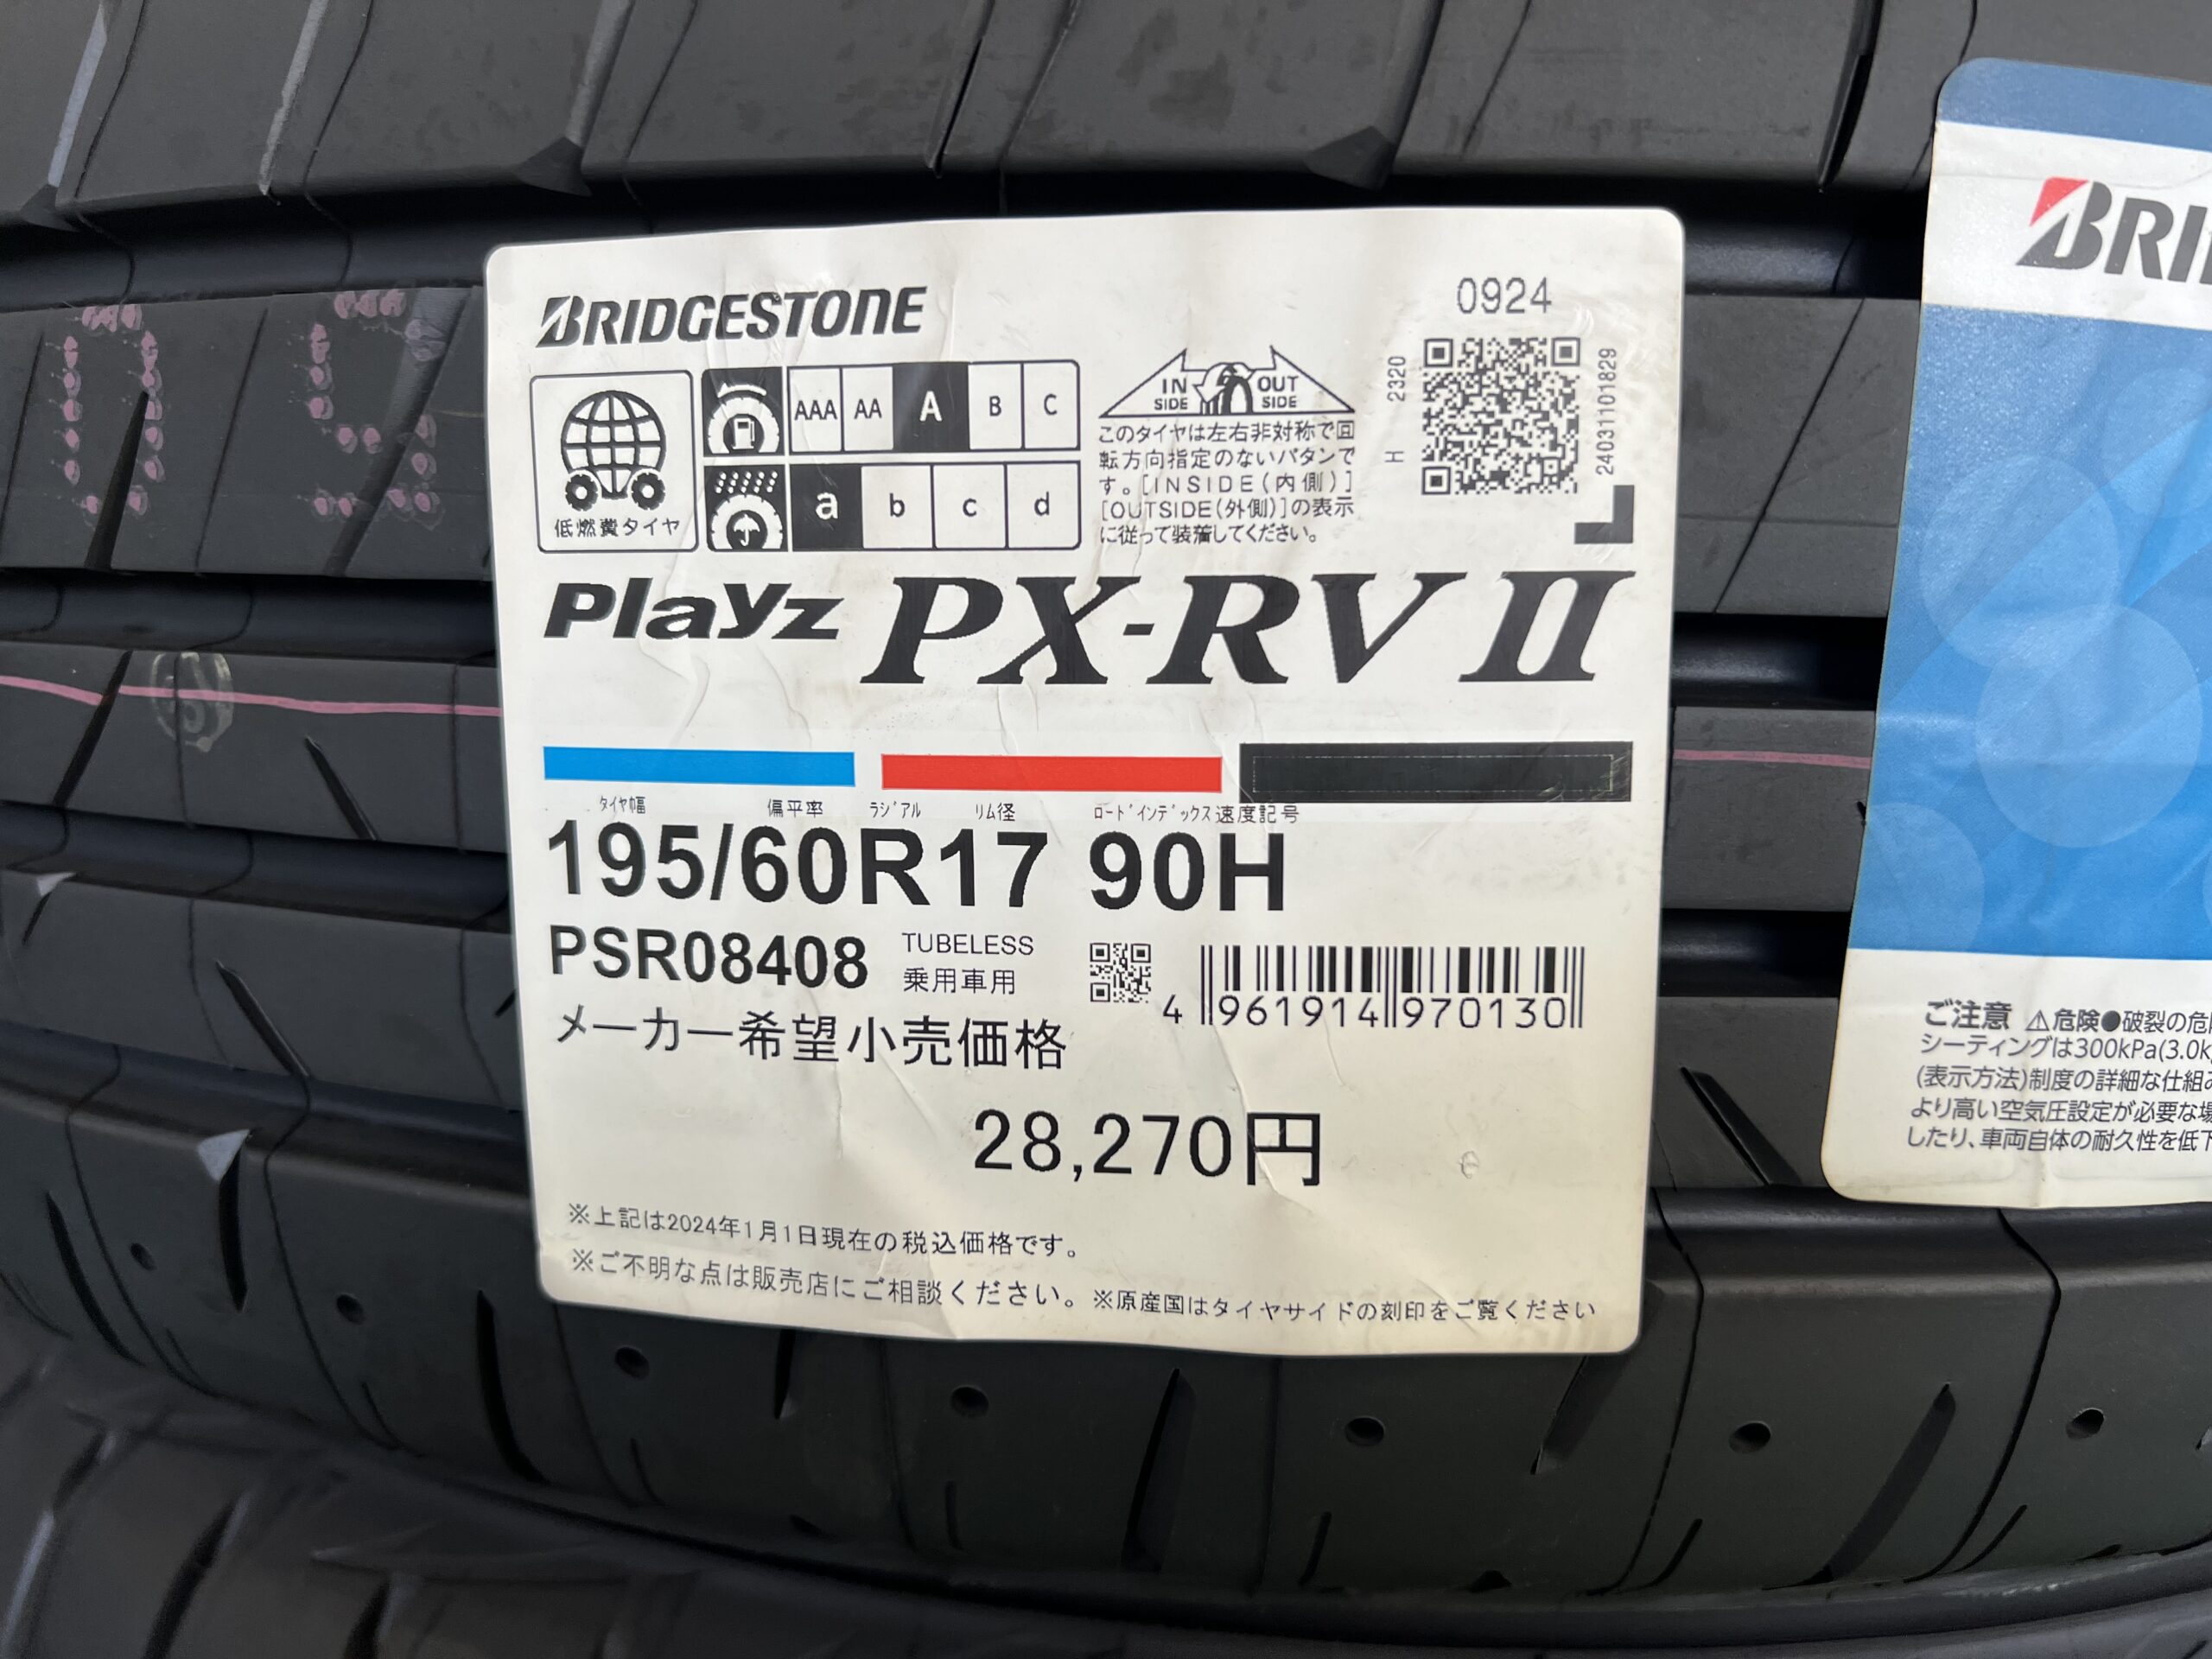 BRIDGESTONE
低燃費タイヤ
AAA AA A B C
a b c d
IN SIDE OUT SIDE
このタイヤは左右非対称で回
転方向指定のないパタンで
す。[INSIDE(内側)]
[OUTSIDE(外側)]の表示
に従って装着してください。
0924
H 2320
240311101829
Playz PX-RV II
タイヤ幅 偏平率 ラジアル リム径 ロードインデックス 速度記号
195/60R17 90H
PSR08408
TUBELESS
乗用車用
4 961914 970130
メーカー希望小売価格
28,270円
※上記は2024年1月1日現在の税込価格です。
※ご不明な点は販売店にご相談ください。※原産国はタイヤサイドの刻印をご覧ください
BRI
ご注意 ⚠危険●破裂の危
シーティングは300kPa(3.0k
(表示方法)制度の詳細な仕組
より高い空気圧設定が必要な場
したり、車両自体の耐久性を低下